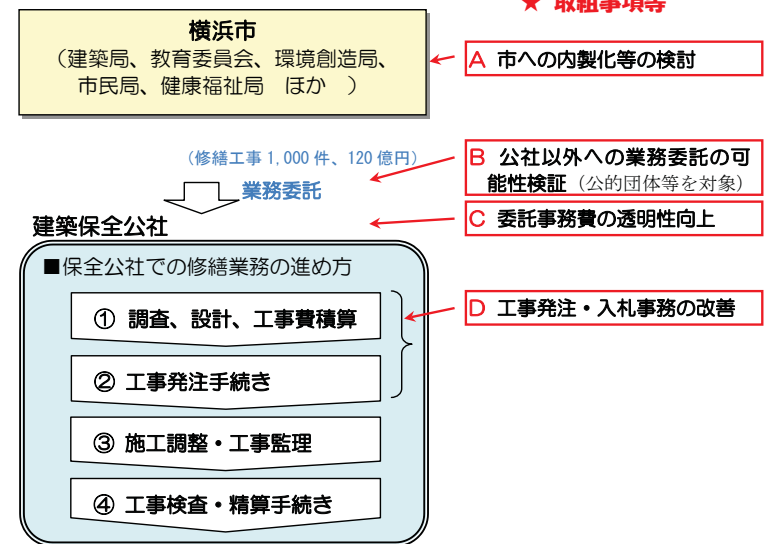 ★ 取組事項等
横浜市
（建築局、教育委員会、環境創造局、
市民局、健康福祉局　ほか　）
A 市への内製化等の検討
（修繕工事 1,000 件、120 億円）
業務委託
B 公社以外への業務委託の可
能性検証（公的団体等を対象）
C 委託事務費の透明性向上
建築保全公社
■保全公社での修繕業務の進め方
① 調査、設計、工事費積算
D 工事発注・入札事務の改善
② 工事発注手続き
③ 施工調整・工事監理
④ 工事検査・精算手続き